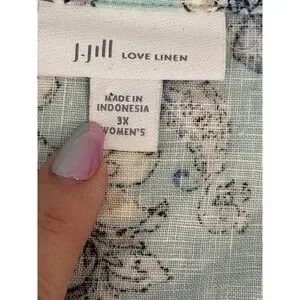 J.Jill LOVE LINEN
MADE IN
INDONESIA
3X
WOMEN'S